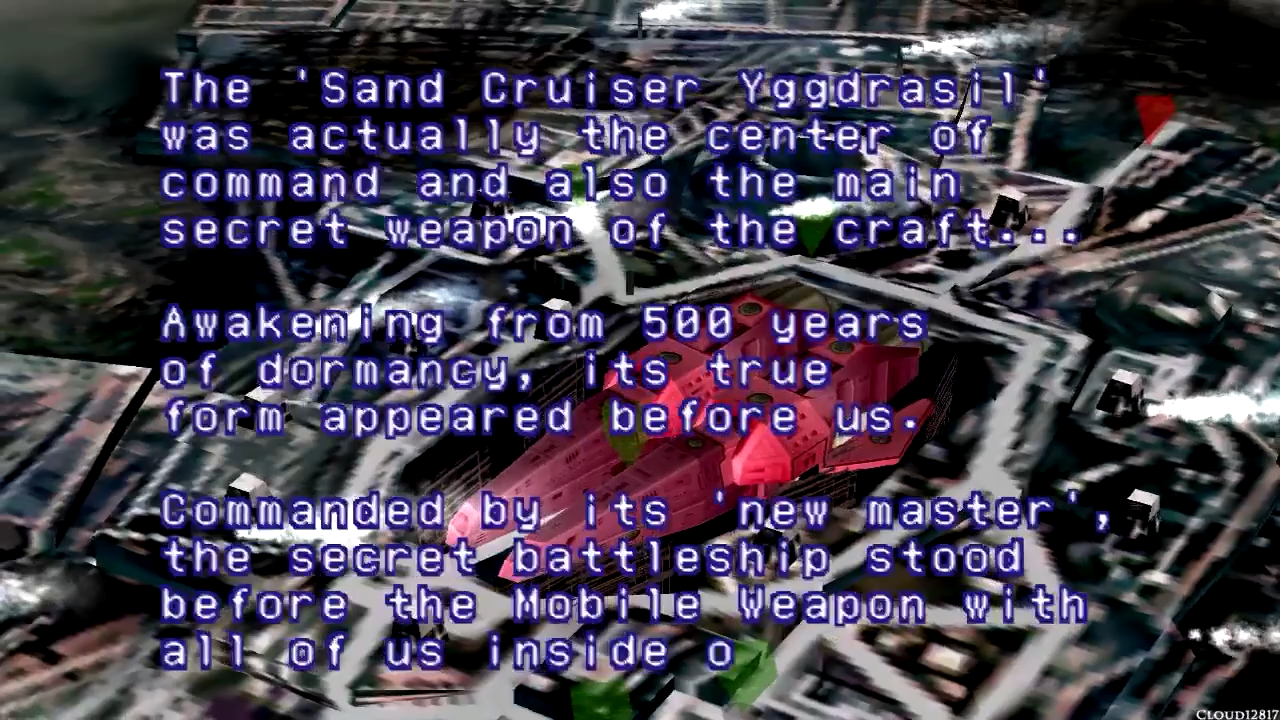 The 'Sand Cruiser Yggdrasil'
was actually the center of
command and also the main
secret weapon of the craft...
Awakening from 500 years
of dormancy, its true
form appeared before us.
Commanded by its 'new master',
the secret battleship stood
before the Mobile Weapon with
all of us inside o
Cloud12817